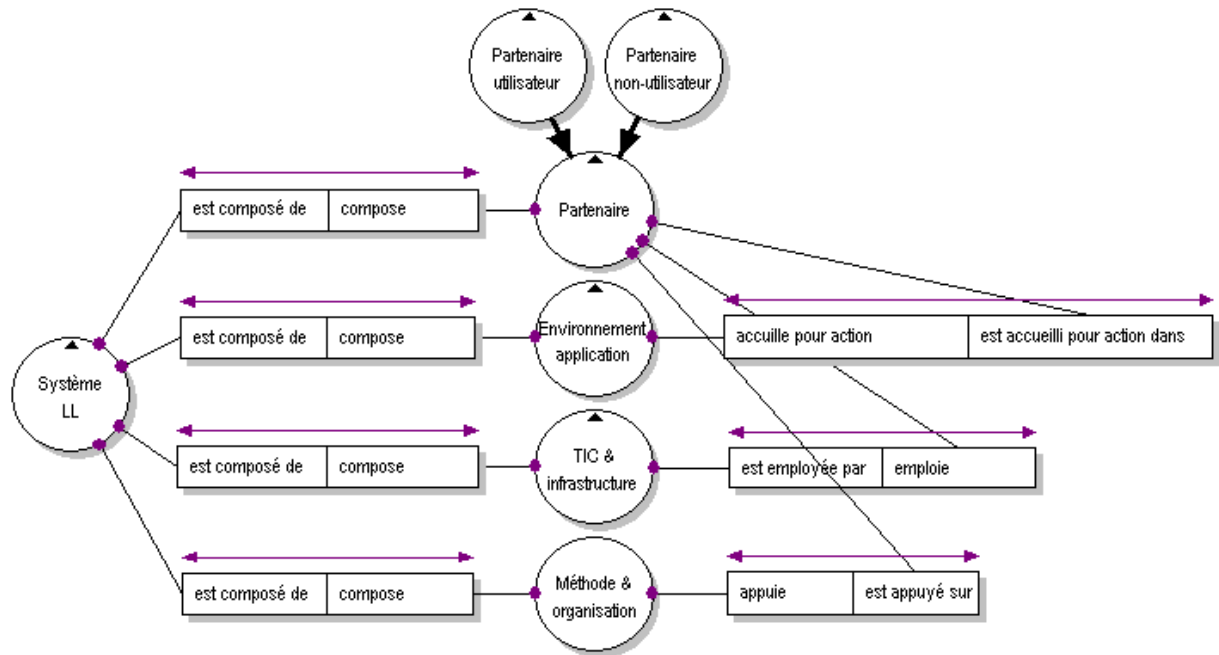 Partenaire
utilisateur
Partenaire
non-utilisateur
est composé de
compose
Partenaire
est composé de
compose
Environnement
application
accuille pour action
est accueilli pour action dans
Système
LL
est composé de
compose
TIC &
infrastructure
est employée par
emploie
est composé de
compose
Méthode &
organisation
appuie
est appuyé sur